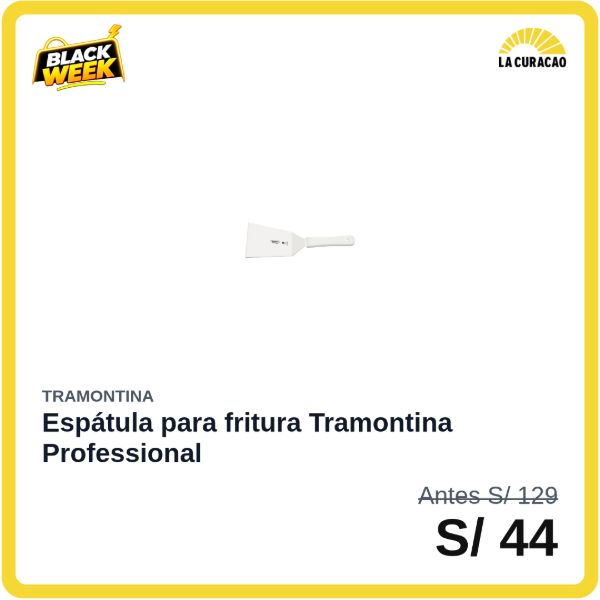 BLACK
WEEK
LA CURACAO
TRAMONTINA
Espátula para fritura Tramontina
Professional
Antes S/ 129
S/ 44